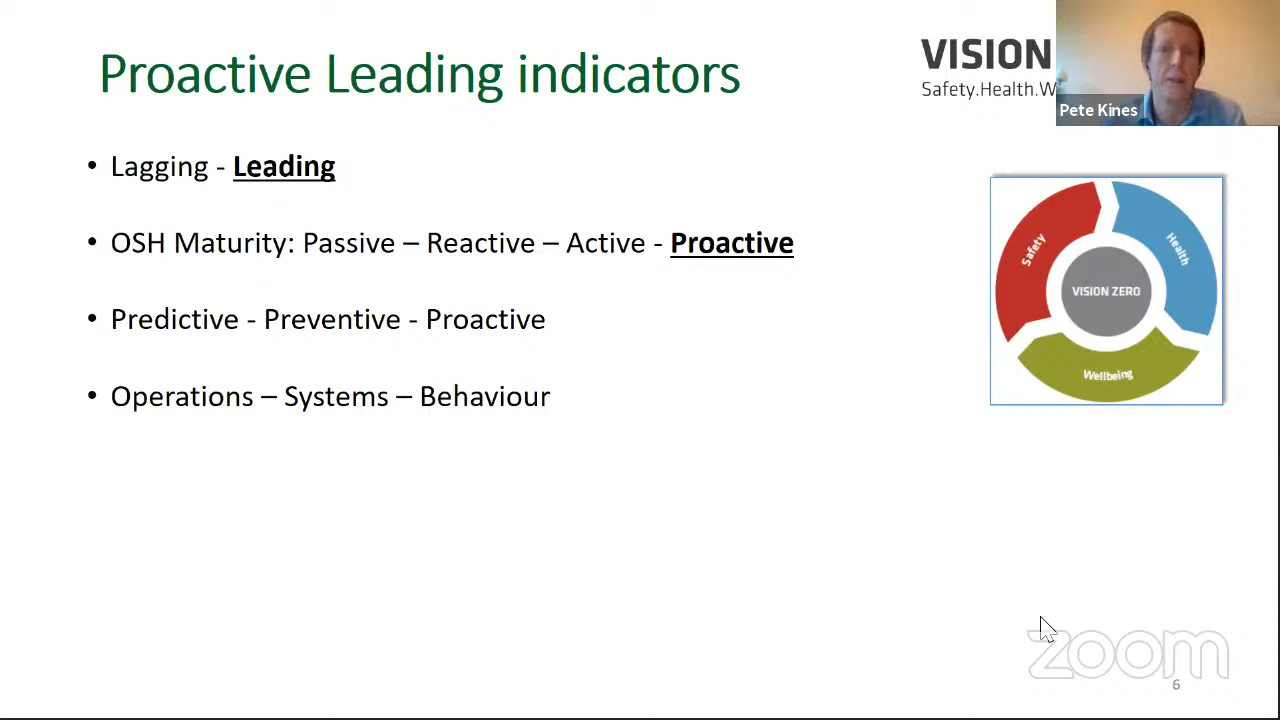 Proactive Leading indicators
VISION
Safety.Health.W
Pete Kines
• Lagging - Leading
• OSH Maturity: Passive – Reactive – Active - Proactive
• Predictive - Preventive - Proactive
• Operations – Systems – Behaviour
Safety
Health
VISION ZERO
Wellbeing
zoom
6